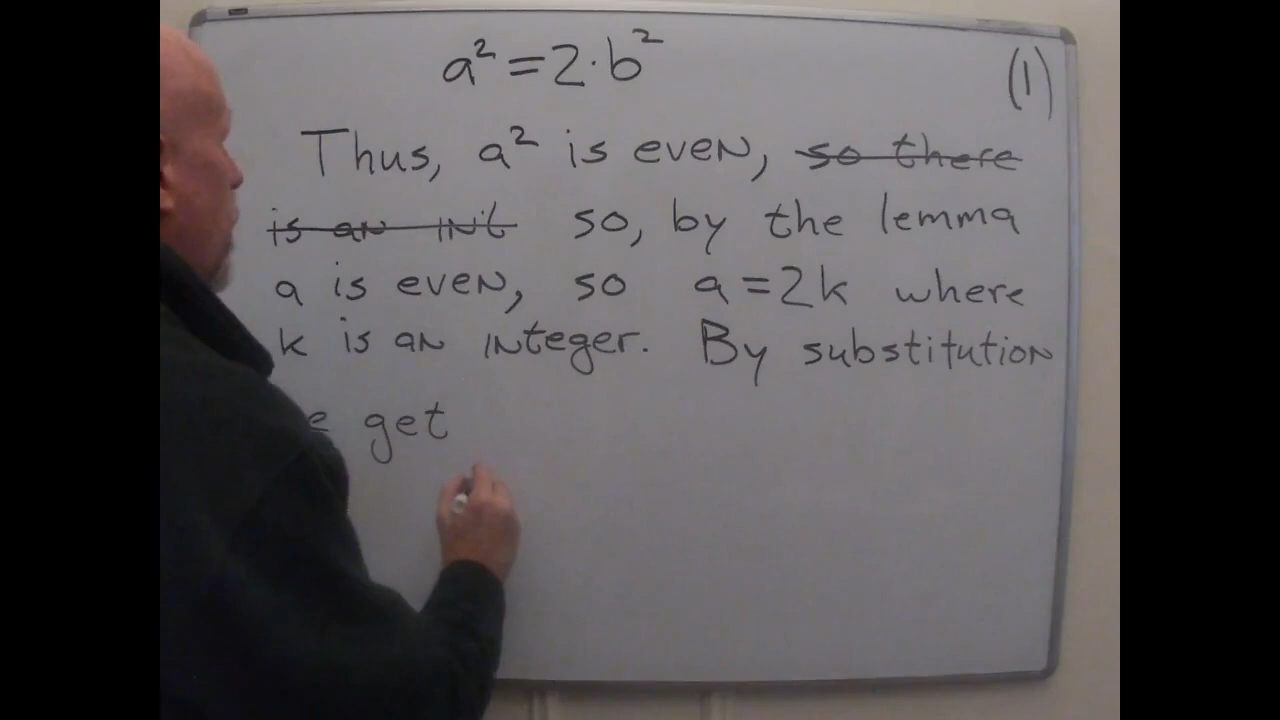 a² = 2·b² (1)
Thus, a² is even, so there
is an int so, by the lemma
a is even, so a = 2k where
k is an integer. By substitution
get